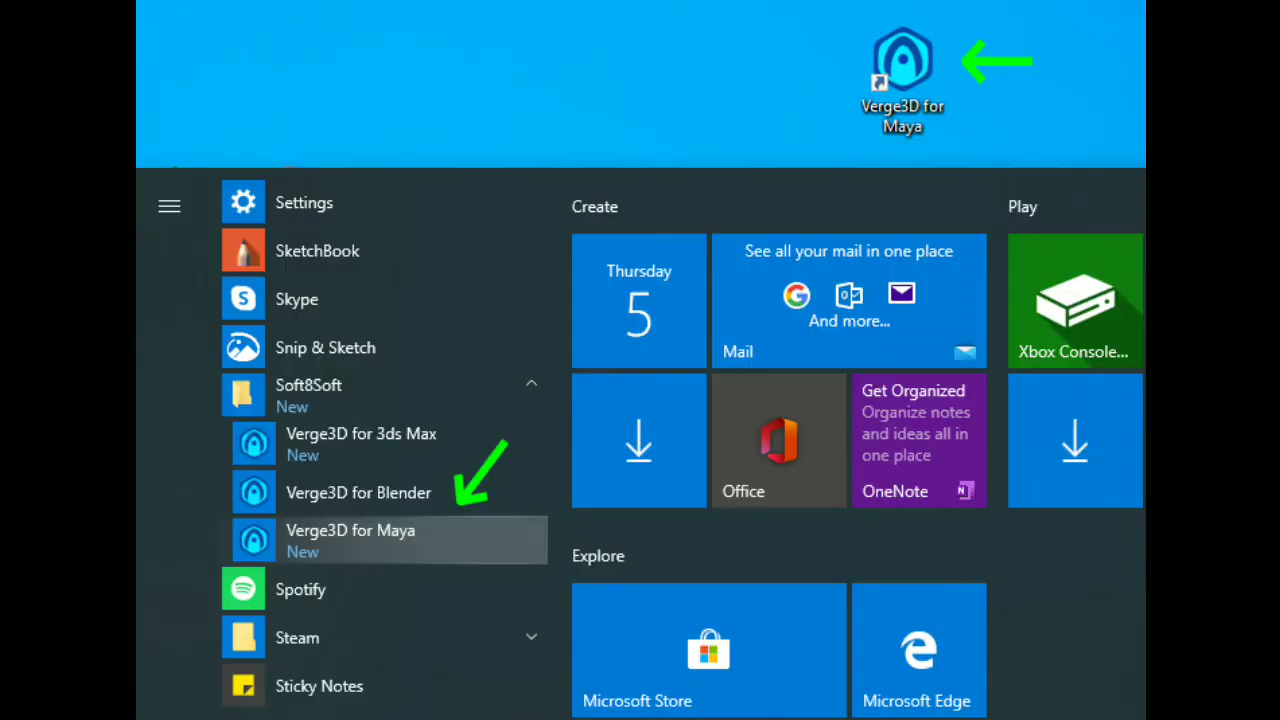 Verge3D for
Maya
Settings
SketchBook
Skype
Snip & Sketch
Soft8Soft
New
Verge3D for 3ds Max
New
Verge3D for Blender
Verge3D for Maya
New
Spotify
Steam
Sticky Notes
Create
Thursday
5
See all your mail in one place
And more...
Mail
Office
Get Organized
Organize notes
and ideas all in
one place
OneNote
Explore
Microsoft Store
Microsoft Edge
Play
Xbox Console...